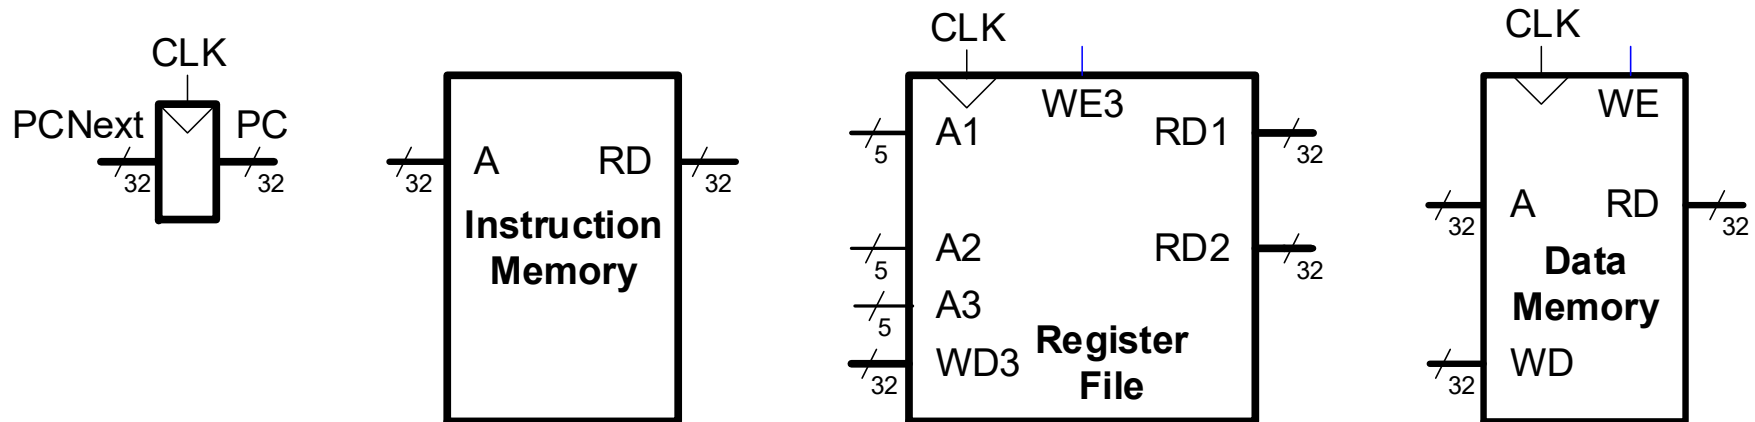 CLK
PCNext
PC
32
32
A
RD
32
32
Instruction
Memory
CLK
WE3
A1
RD1
5
32
A2
RD2
5
32
A3
5
WD3
32
Register
File
CLK
WE
A
RD
32
32
Data
Memory
WD
32